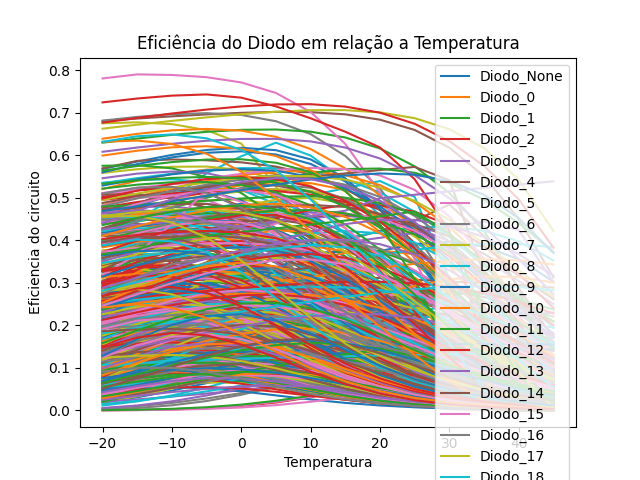 Eficiência do Diodo em relação a Temperatura
Eficiencia do circuito
0.8
0.7
0.6
0.5
0.4
0.3
0.2
0.1
0.0
−20
−10
0
10
20
30
40
Temperatura
Diodo_None
Diodo_0
Diodo_1
Diodo_2
Diodo_3
Diodo_4
Diodo_5
Diodo_6
Diodo_7
Diodo_8
Diodo_9
Diodo_10
Diodo_11
Diodo_12
Diodo_13
Diodo_14
Diodo_15
Diodo_16
Diodo_17
Diodo_18